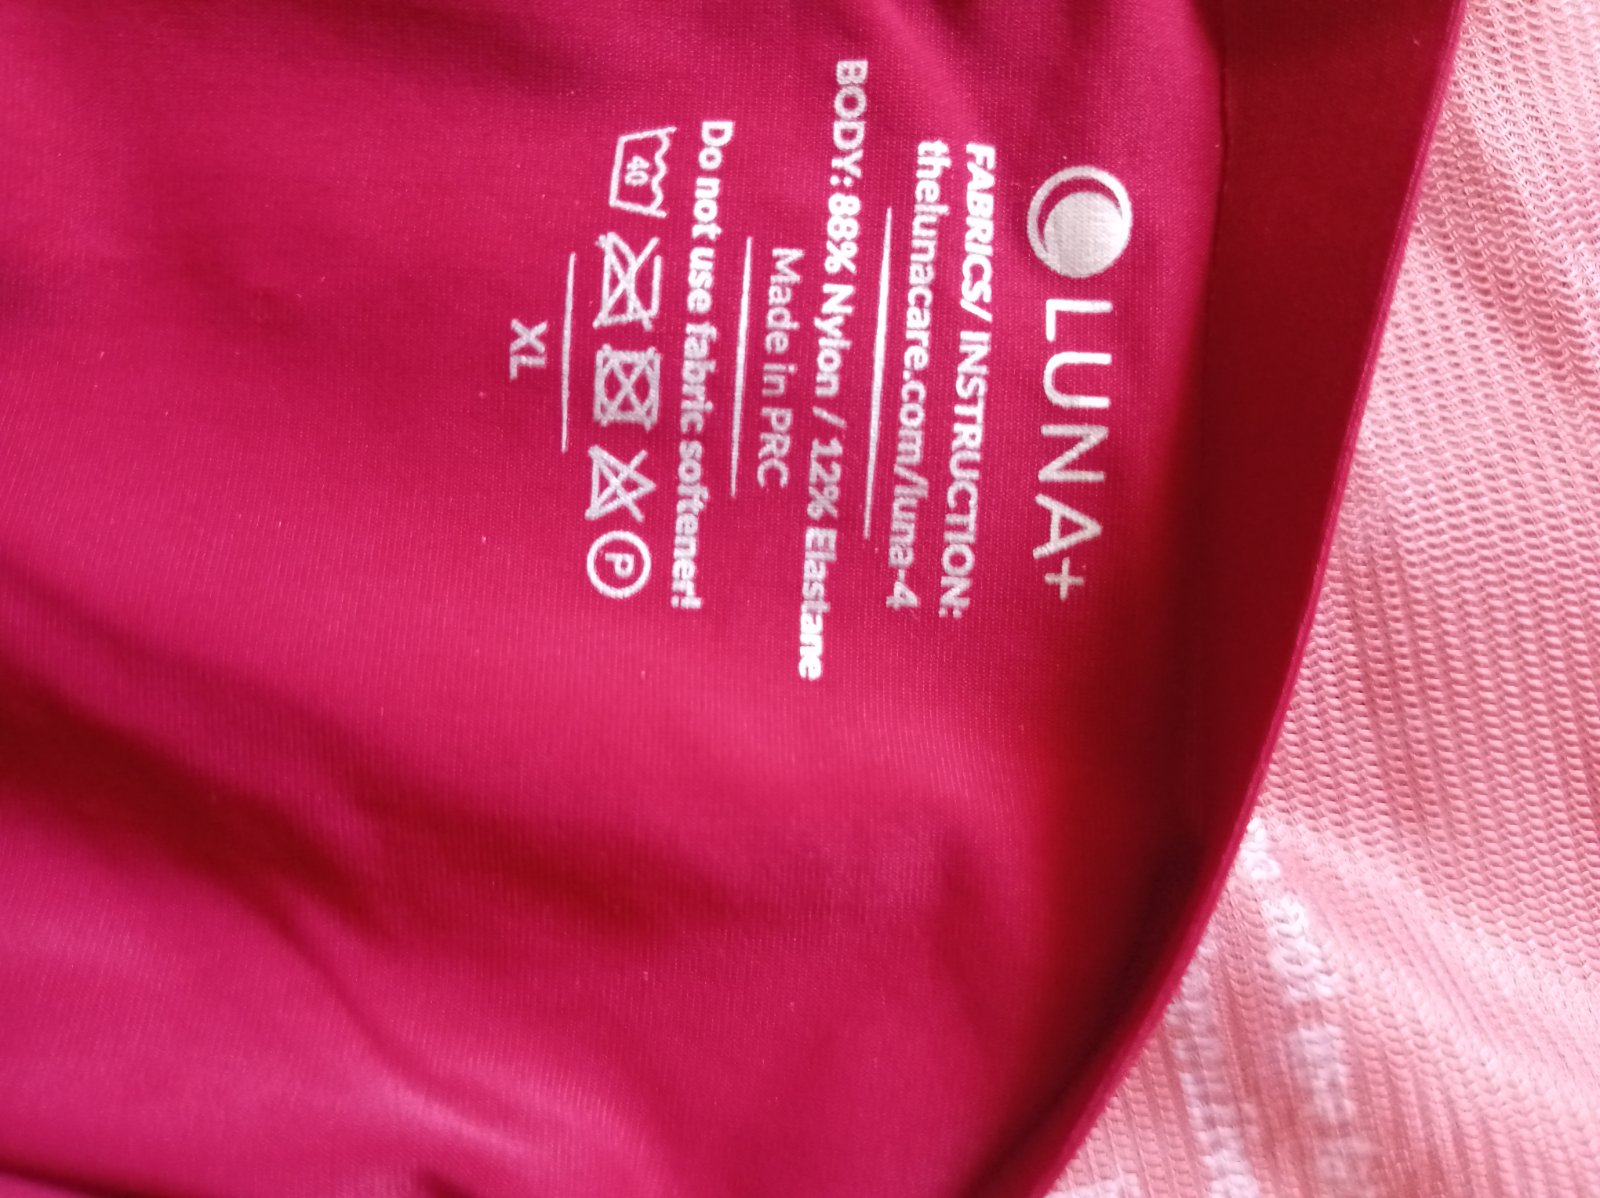 LUNA+
FABRICS/ INSTRUCTION:
thelunacare.com/luna-4
BODY: 88% Nylon / 12% Elastane
Made in PRC
Do not use fabric softener!
40 P
XL